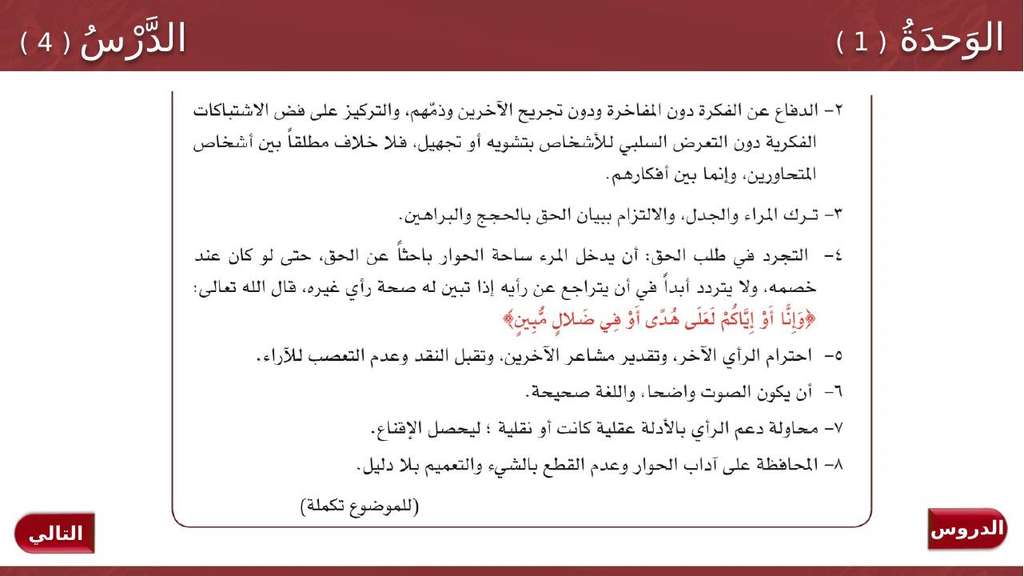 الوَحدَةُ ( 1 )
الدَّرْسُ ( 4 )
٢- الدفاع عن الفكرة دون المفاخرة ودون تجريح الآخرين وذمّهم، والتركيز على فض الاشتباكات
الفكرية دون التعرض السلبي للأشخاص بتشويه أو تجهيل، فلا خلاف مطلقاً بين أشخاص
المتحاورين، وإنما بين أفكارهم.
٣- ترك المراء والجدل، والالتزام ببيان الحق بالحجج والبراهين.
٤- التجرد في طلب الحق: أن يدخل المرء ساحة الحوار باحثاً عن الحق، حتى لو كان عند
خصمه، ولا يتردد أبداً في أن يتراجع عن رأيه إذا تبين له صحة رأي غيره، قال الله تعالى:
﴿وَإِنَّا أَوْ إِيَّاكُمْ لَعَلَى هُدًى أَوْ فِي ضَلالٍ مُّبِينٍ﴾
٥- احترام الرأي الآخر، وتقدير مشاعر الآخرين، وتقبل النقد وعدم التعصب للآراء.
٦- أن يكون الصوت واضحا، واللغة صحيحة.
٧- محاولة دعم الرأي بالأدلة عقلية كانت أو نقلية ؛ ليحصل الإقناع.
٨- المحافظة على آداب الحوار وعدم القطع بالشيء والتعميم بلا دليل.
(للموضوع تكملة)
الدروس
التالي